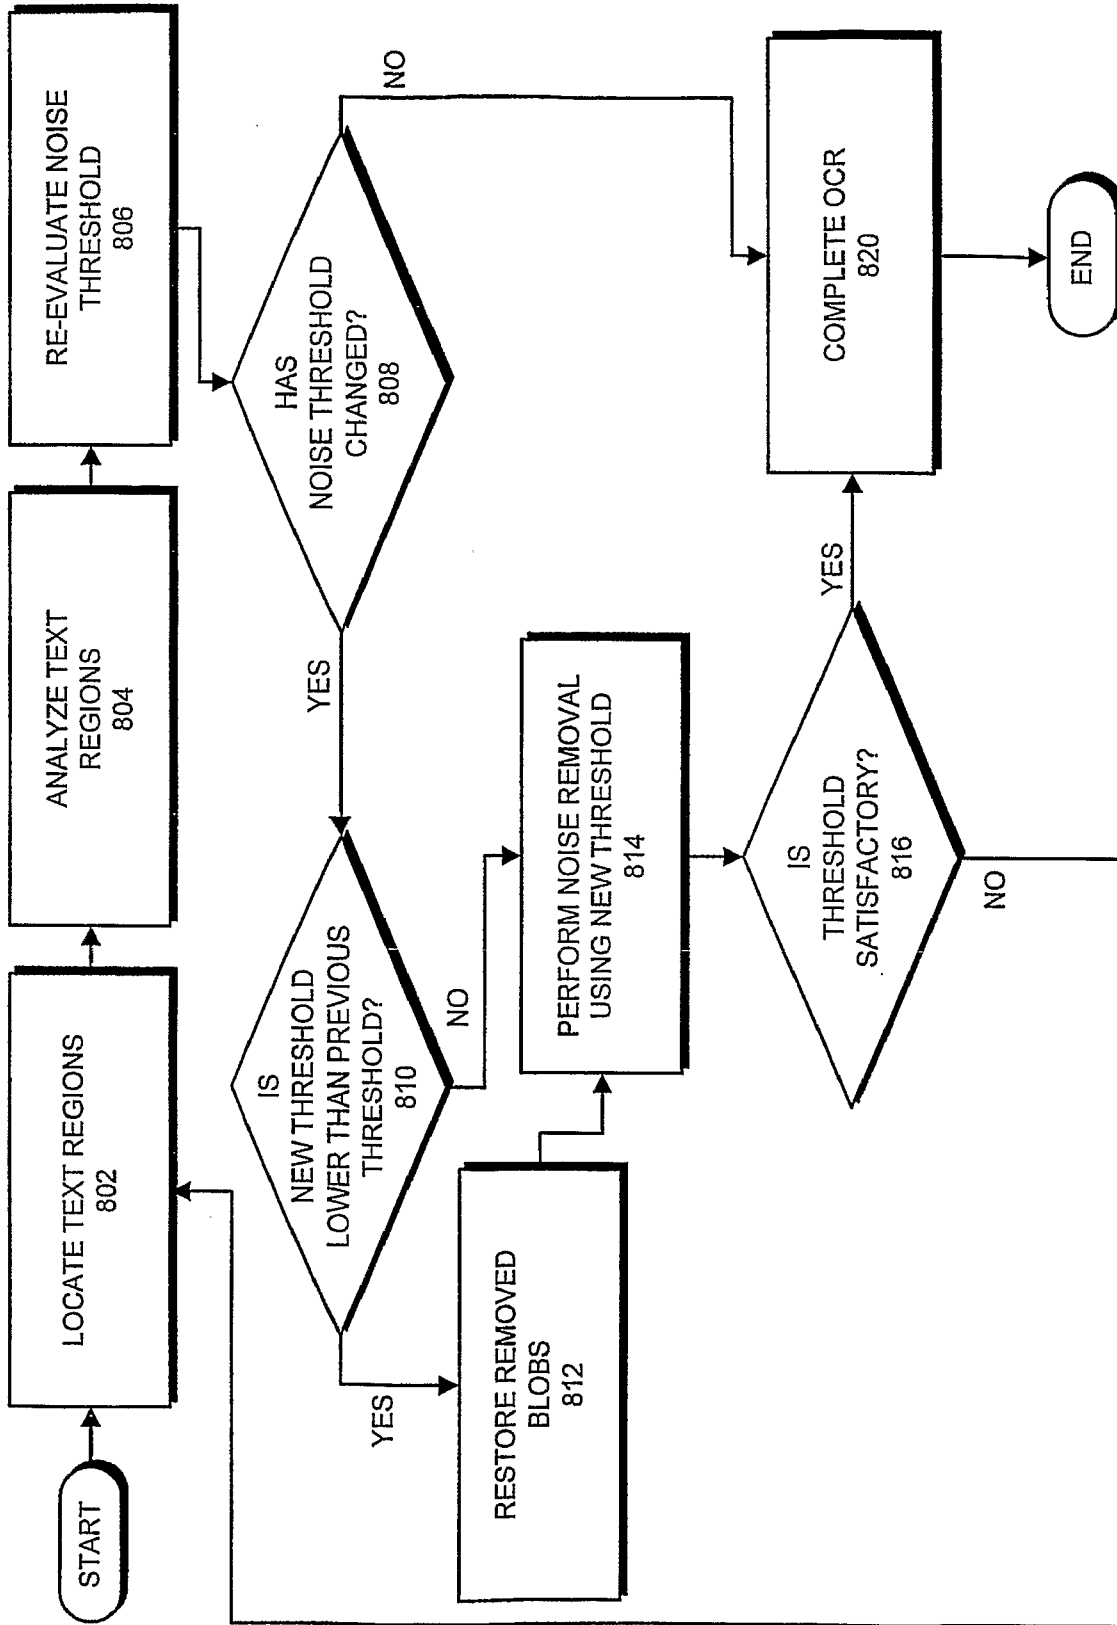 START
LOCATE TEXT REGIONS
802
ANALYZE TEXT
REGIONS
804
RE-EVALUATE NOISE
THRESHOLD
806
HAS
NOISE THRESHOLD
CHANGED?
808
YES
NO
IS
NEW THRESHOLD
LOWER THAN PREVIOUS
THRESHOLD?
810
YES
NO
RESTORE REMOVED
BLOBS
812
PERFORM NOISE REMOVAL
USING NEW THRESHOLD
814
IS
THRESHOLD
SATISFACTORY?
816
YES
NO
COMPLETE OCR
820
END